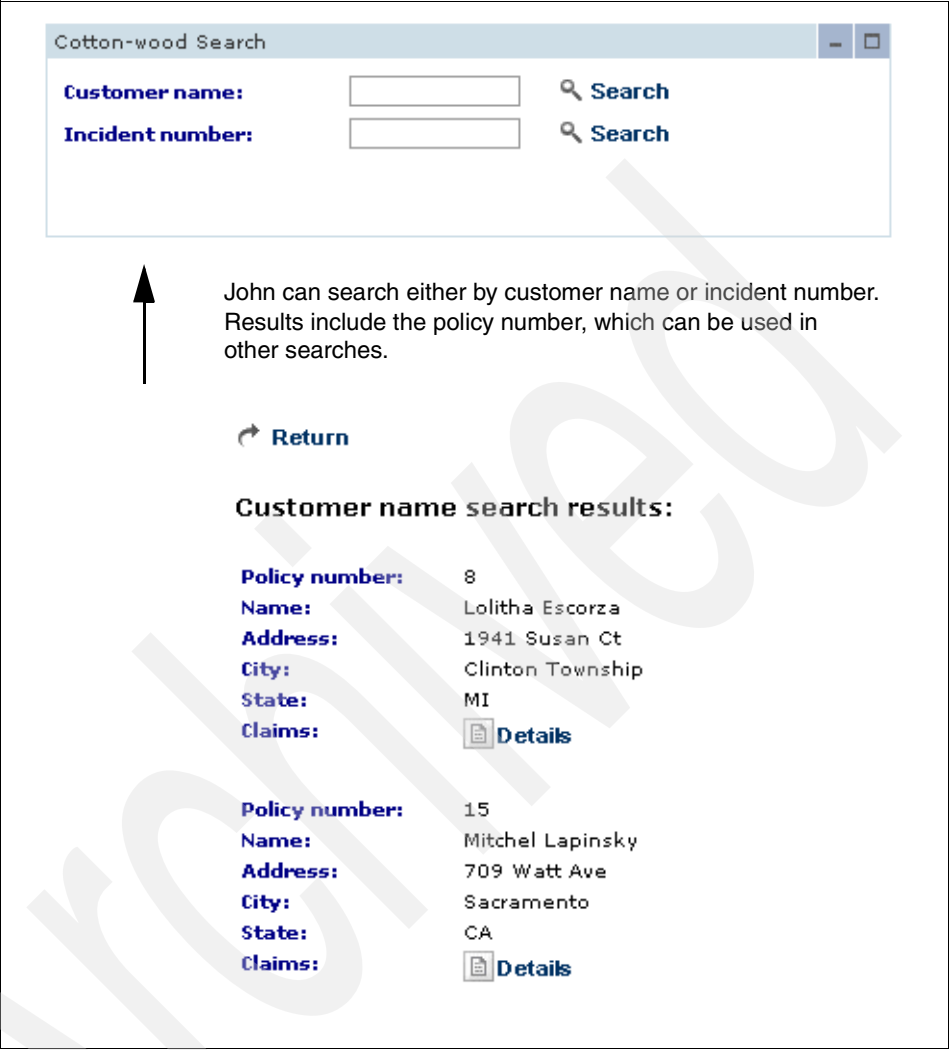 Cotton-wood Search
Customer name: Search
Incident number: Search
John can search either by customer name or incident number.
Results include the policy number, which can be used in
other searches.
Return
Customer name search results:
Policy number: 8
Name: Lolitha Escorza
Address: 1941 Susan Ct
City: Clinton Township
State: MI
Claims: Details
Policy number: 15
Name: Mitchel Lapinsky
Address: 709 Watt Ave
City: Sacramento
State: CA
Claims: Details
Archived